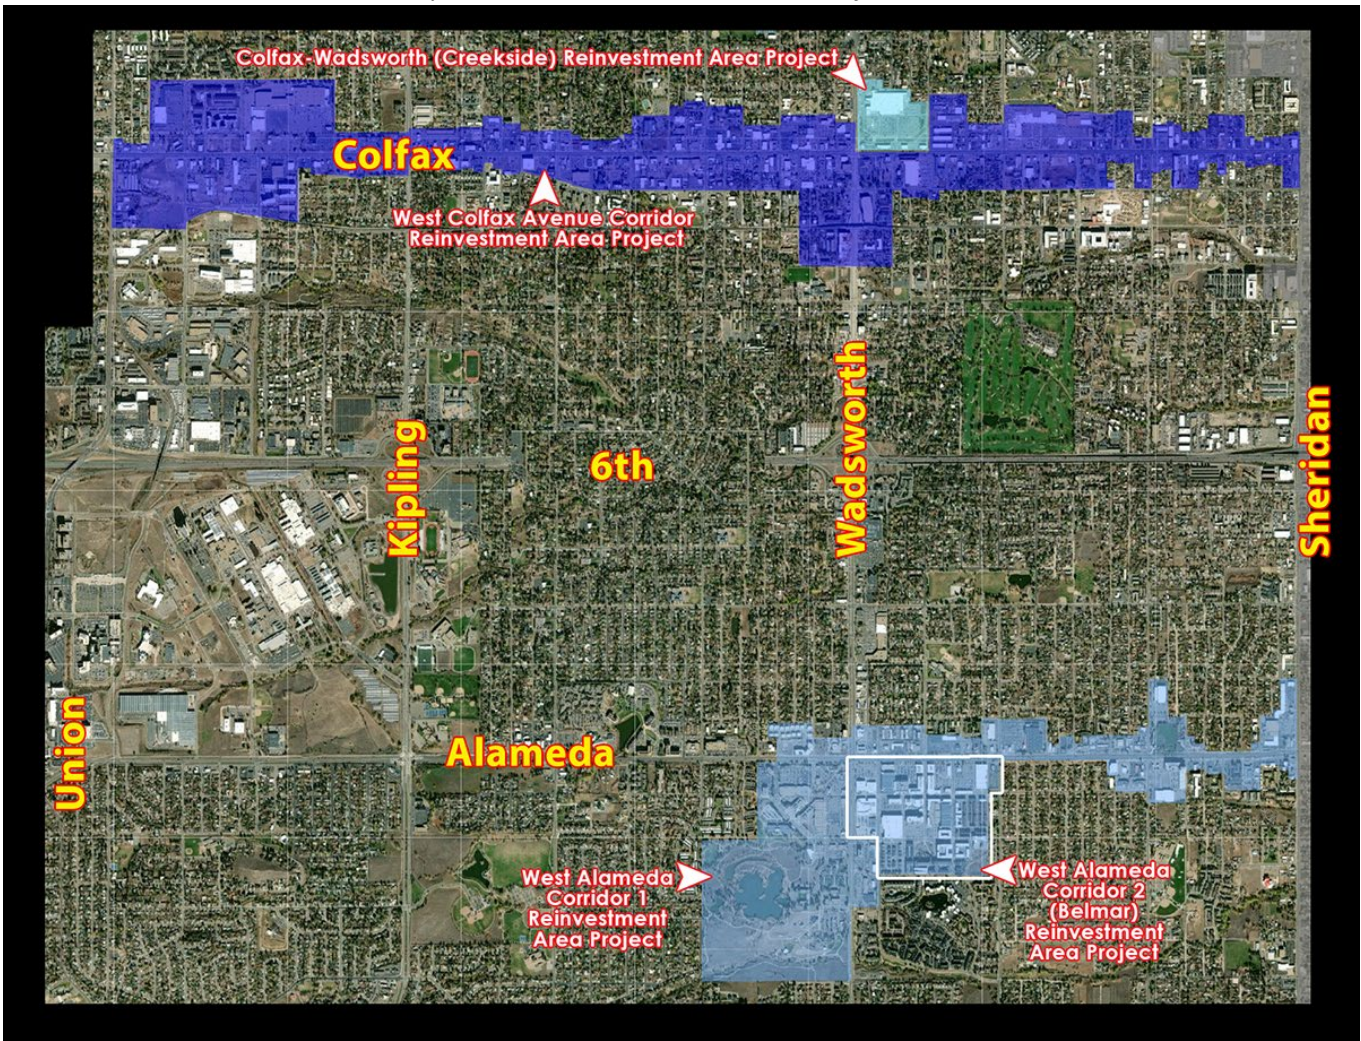 Colfax-Wadsworth (Creekside) Reinvestment Area Project
Colfax
West Colfax Avenue Corridor
Reinvestment Area Project
Wadsworth
Sheridan
Kipling
6th
Union
Alameda
West Alameda
Corridor 1
Reinvestment
Area Project
West Alameda
Corridor 2
(Belmar)
Reinvestment
Area Project